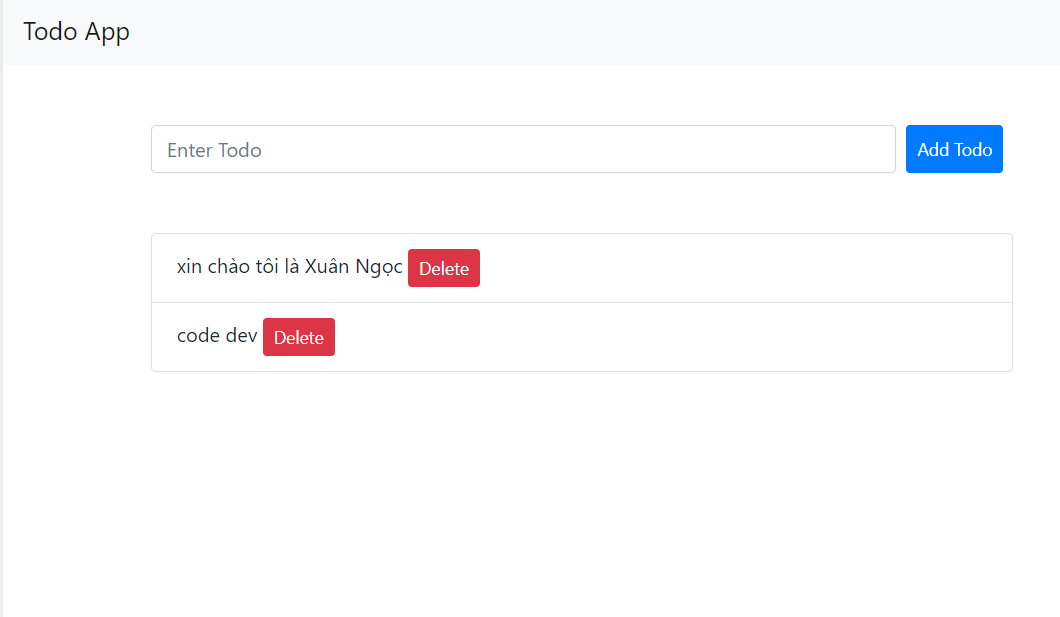 Todo App
Enter Todo Add Todo
xin chào tôi là Xuân Ngọc Delete
code dev Delete